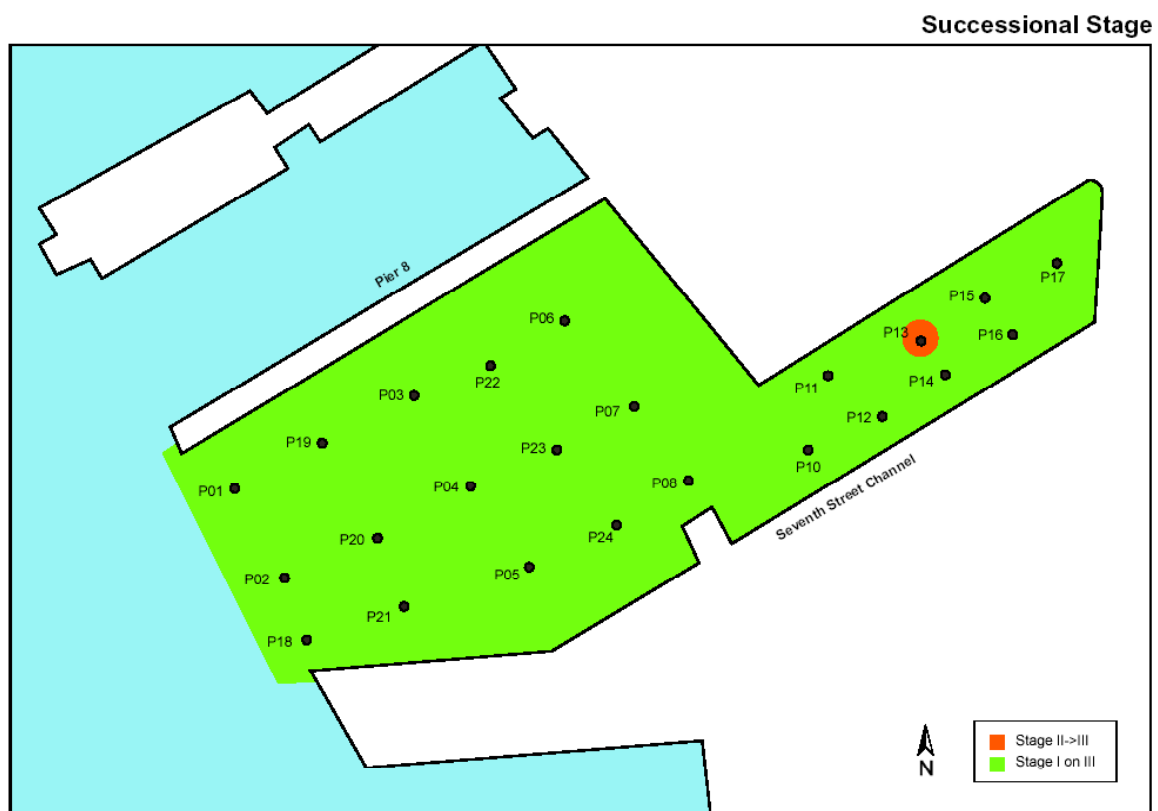 Successional Stage
Pier 8
P17
P15
P06
P13
P16
P22
P11
P14
P03
P07
P12
P19
P23
P10
P08
P04
P01
Seventh Street Channel
P24
P20
P05
P02
P21
P18
N
Stage II->III
Stage I on III